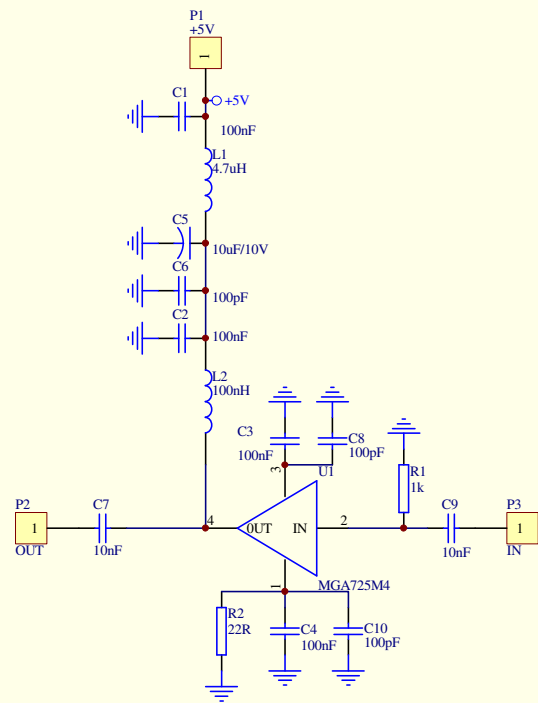 P1
+5V
1
+5V
C1
100nF
L1
4.7uH
C5
10uF/10V
C6
100pF
C2
100nF
L2
100nH
C3
100nF
C8
100pF
3
U1
R1
1k
P2
1
OUT
C7
10nF
4
0UT
IN
2
C9
10nF
P3
1
IN
1
MGA725M4
R2
22R
C4
100nF
C10
100pF